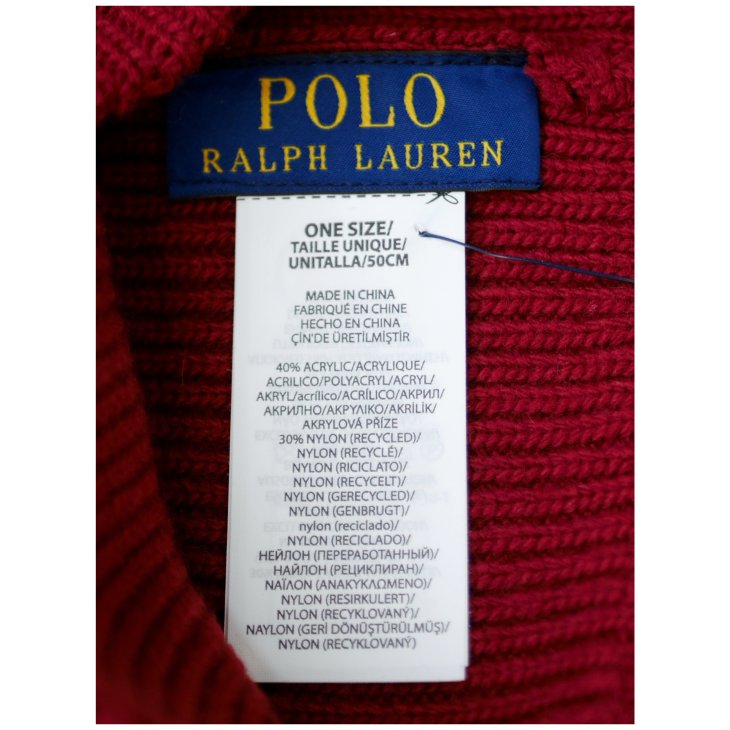 POLO
RALPH LAUREN
ONE SIZE/
TAILLE UNIQUE/
UNITALLA/50CM
MADE IN CHINA
FABRIQUÉ EN CHINE
HECHO EN CHINA
ÇİN'DE ÜRETİLMİŞTİR
40% ACRYLIC/ACRYLIQUE/
ACRILICO/POLYACRYL/ACRYL/
AKRYL/acrílico/ACRÍLICO/AKRYL/
АКРИЛНО/ΑΚΡΥΛΙΚΟ/AKRİLİK/
AKRYLOVÁ PŘÍZE
30% NYLON (RECYCLED)/
NYLON (RECYCLÉ)/
NYLON (RICICLATO)/
NYLON (RECYCELT)/
NYLON (GERECYCLED)/
NYLON (GENBRUGT)/
nylon (reciclado)/
NYLON (RECICLADO)/
НЕЙЛОН (ПЕРЕРАБОТАННЫЙ)/
НАЙЛОН (РЕЦИКЛИРАН)/
ΝΑΪΛΟΝ (ΑΝΑΚΥΚΛΩΜΕΝΟ)/
NYLON (RESIRKULERT)/
NYLON (RECYKLOVANÝ)/
NAYLON (GERİ DÖNÜŞTÜRÜLMÜŞ)/
NYLON (RECYKLOVANÝ)